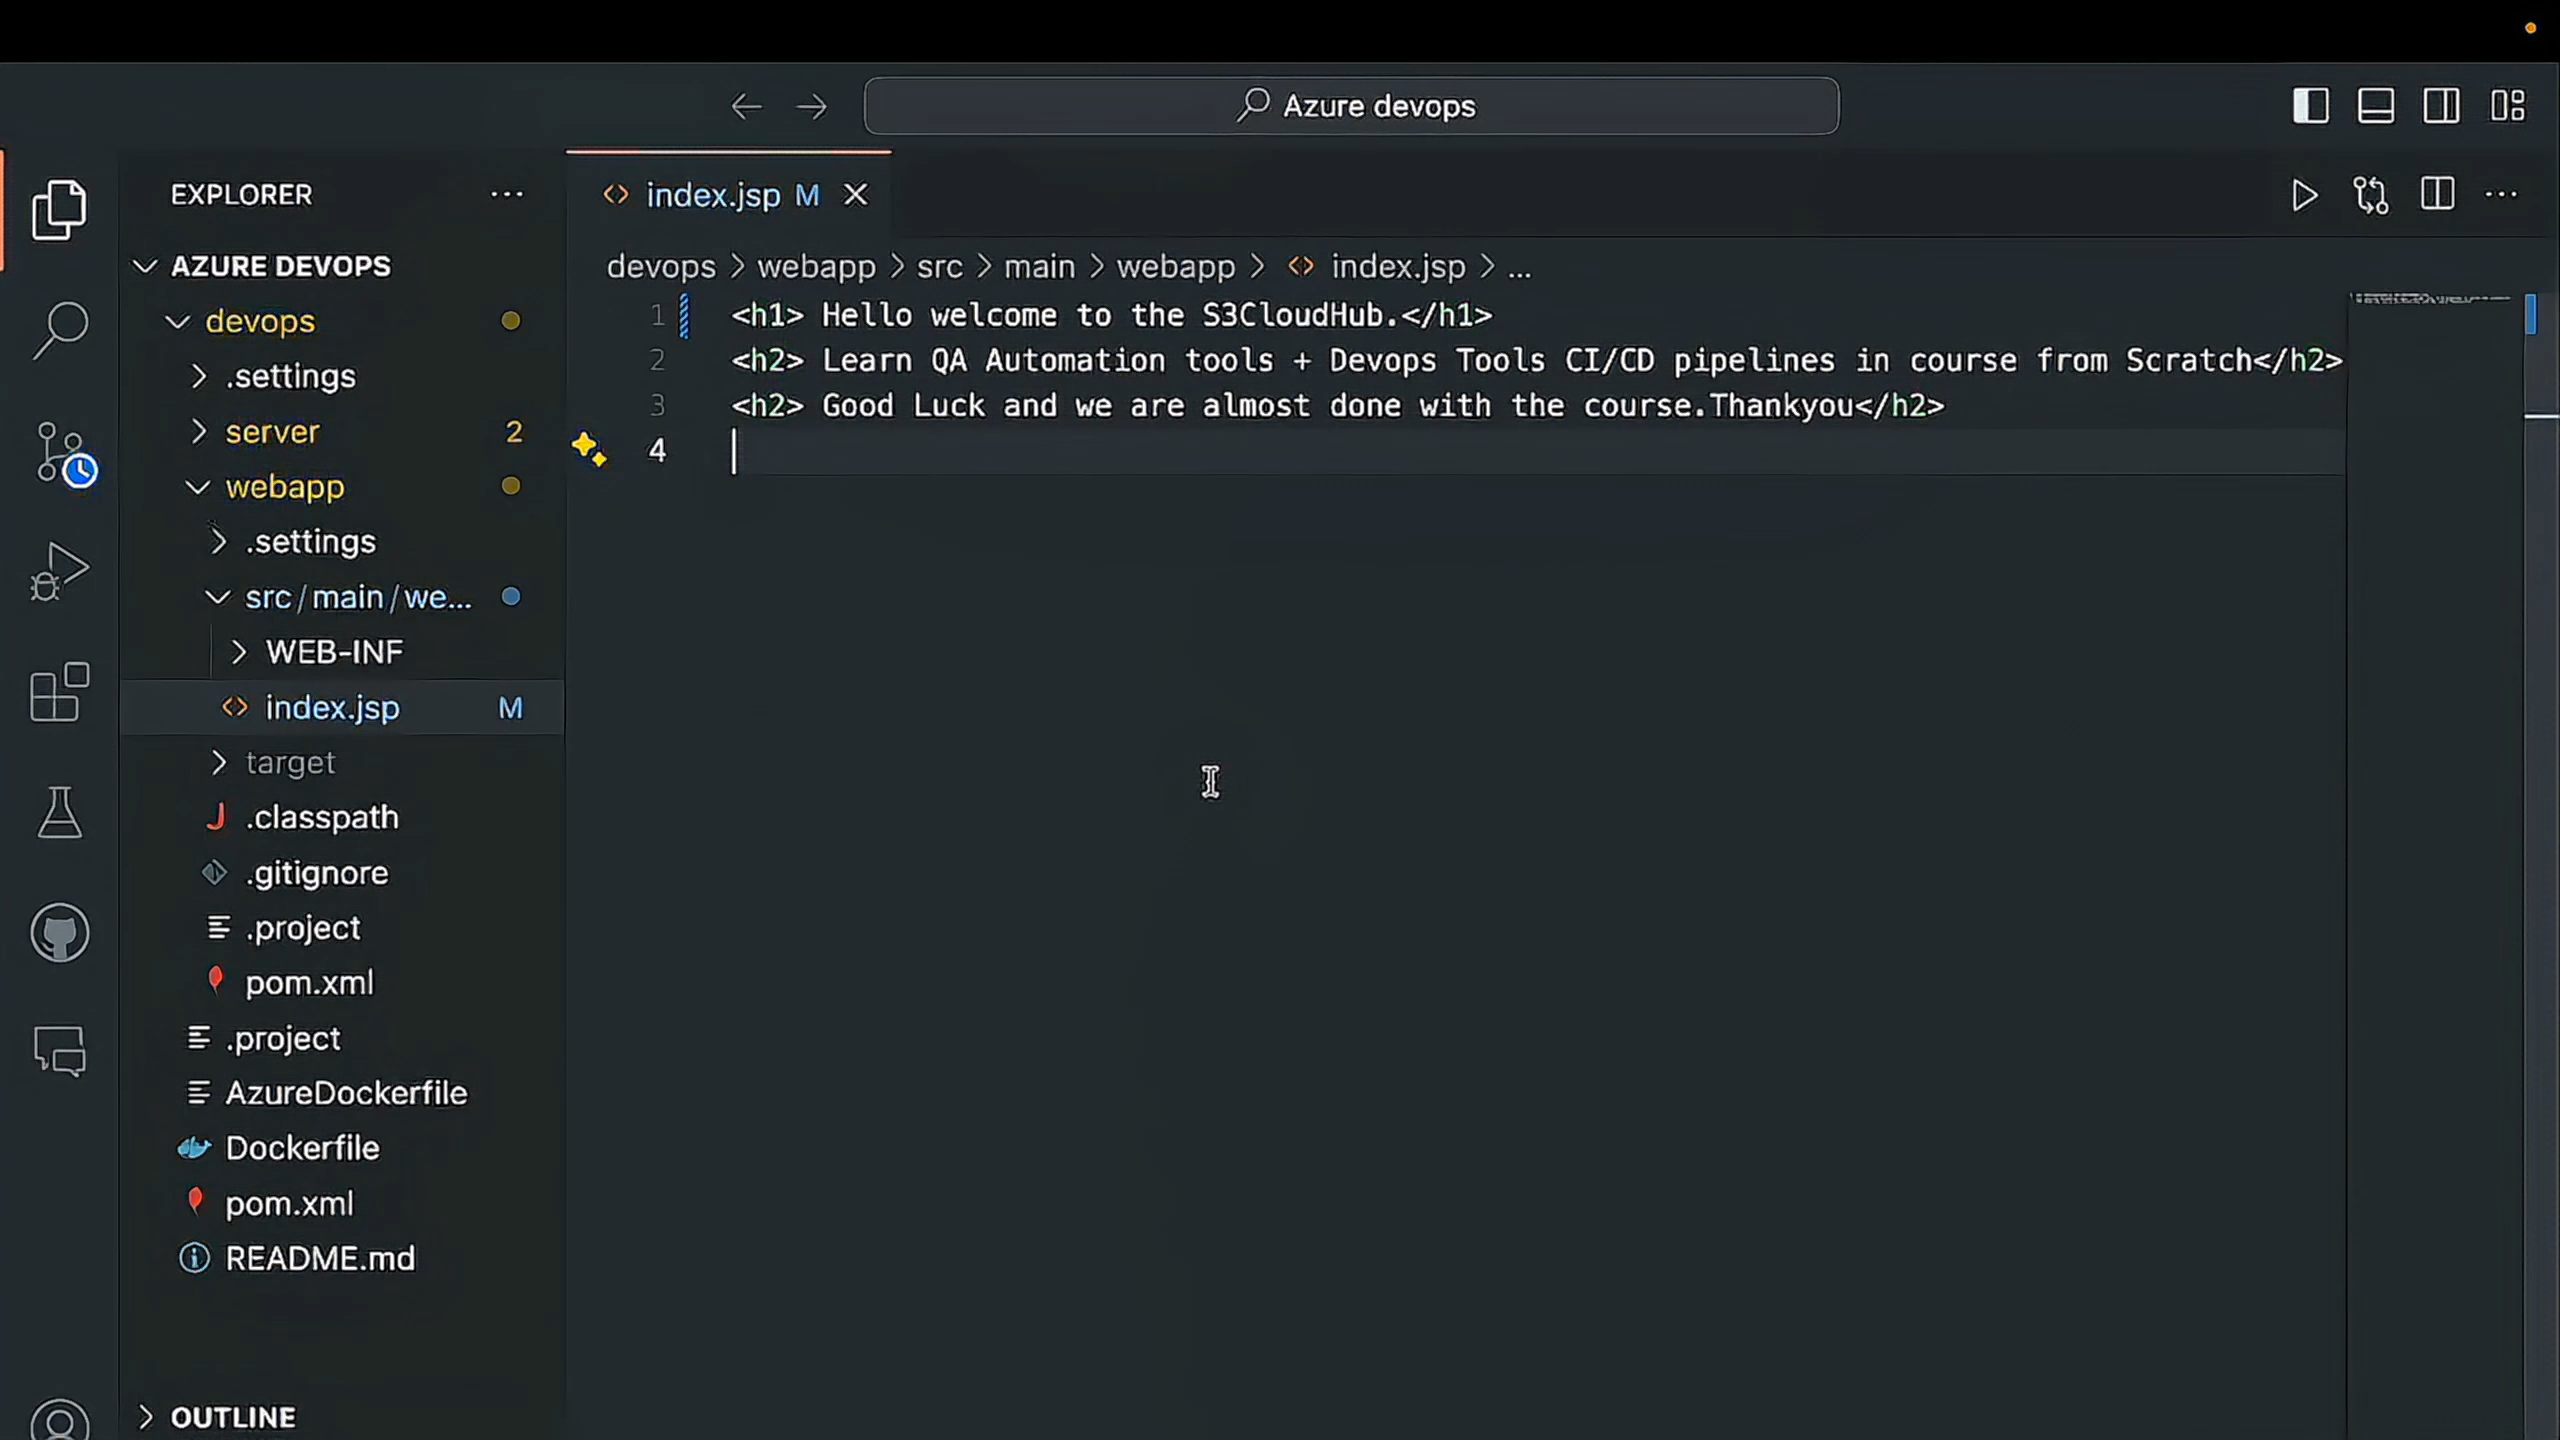 Azure devops
EXPLORER
AZURE DEVOPS
devops
.settings
server 2
webapp
.settings
src/main/we...
WEB-INF
index.jsp M
target
.classpath
.gitignore
.project
pom.xml
.project
AzureDockerfile
Dockerfile
pom.xml
README.md
OUTLINE
index.jsp M
devops > webapp > src > main > webapp > index.jsp > ...
1 <h1> Hello welcome to the S3CloudHub.</h1>
2 <h2> Learn QA Automation tools + Devops Tools CI/CD pipelines in course from Scratch</h2>
3 <h2> Good Luck and we are almost done with the course.Thankyou</h2>
4